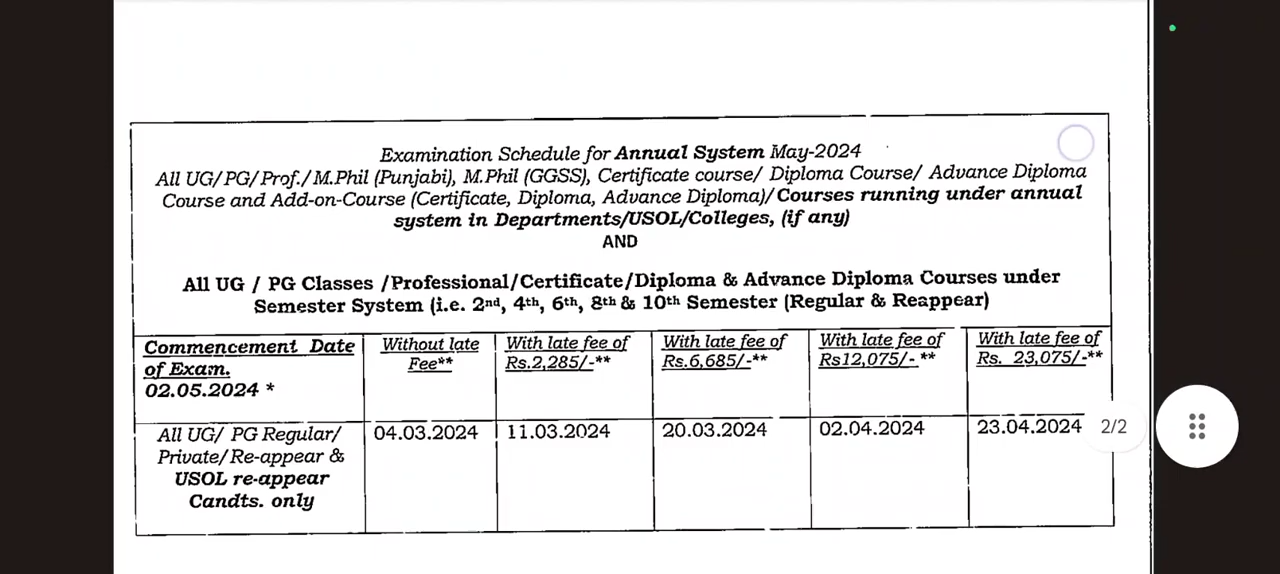 Examination Schedule for Annual System May-2024
All UG/PG/Prof./M.Phil (Punjabi), M.Phil (GGSS), Certificate course/ Diploma Course/ Advance Diploma
Course and Add-on-Course (Certificate, Diploma, Advance Diploma)/ Courses running under annual
system in Departments/USOL/Colleges, (if any)
AND
All UG / PG Classes /Professional/Certificate/Diploma & Advance Diploma Courses under
Semester System (i.e. 2nd, 4th, 6th, 8th & 10th Semester (Regular & Reappear)
Commencement Date
of Exam.
02.05.2024 *
Without late
Fee**
With late fee of
Rs.2,285/-**
With late fee of
Rs.6,685/-**
With late fee of
Rs12,075/- **
With late fee of
Rs. 23,075/-**
All UG/ PG Regular/
Private/Re-appear &
USOL re-appear
Candts. only
04.03.2024
11.03.2024
20.03.2024
02.04.2024
23.04.2024
2/2